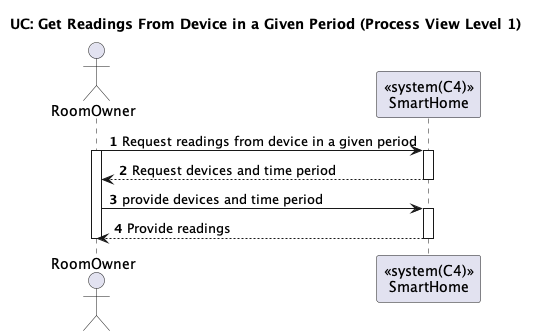 UC: Get Readings From Device in a Given Period (Process View Level 1)
RoomOwner
«system(C4)»
SmartHome
1 Request readings from device in a given period
2 Request devices and time period
3 provide devices and time period
4 Provide readings
RoomOwner
«system(C4)»
SmartHome